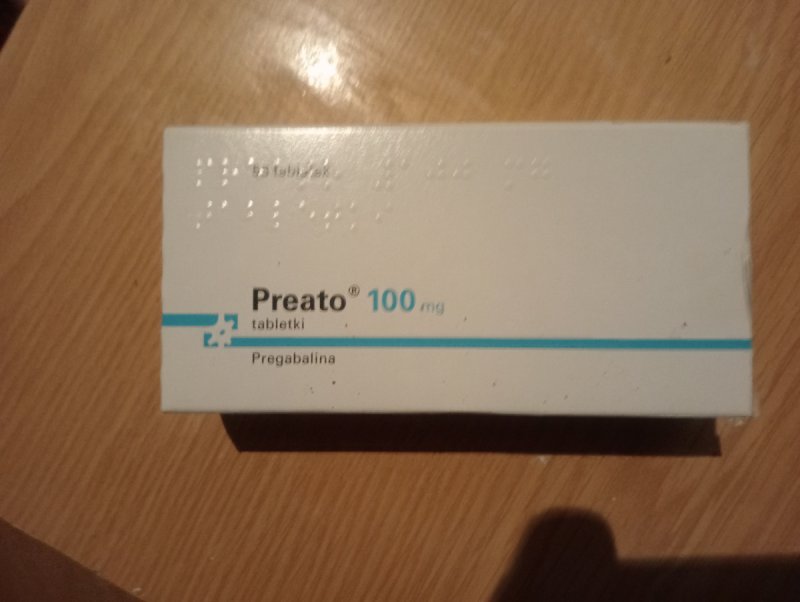 tabletek
Preato® 100 mg
tabletki
Pregabalina